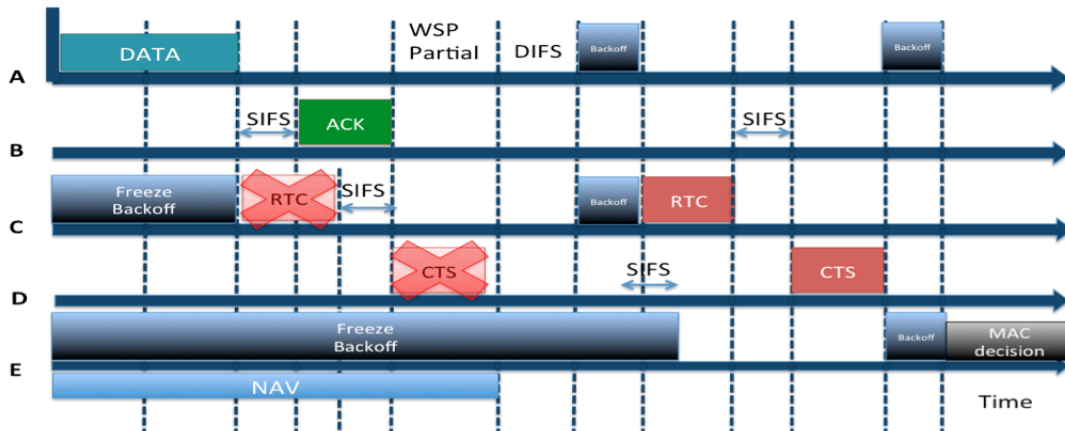 WSP
Partial
DIFS
Backoff
Backoff
DATA
A
SIFS
ACK
SIFS
B
Freeze
Backoff
RTC
SIFS
Backoff
RTC
C
CTS
SIFS
CTS
D
Freeze
Backoff
Backoff
MAC
decision
E
NAV
Time